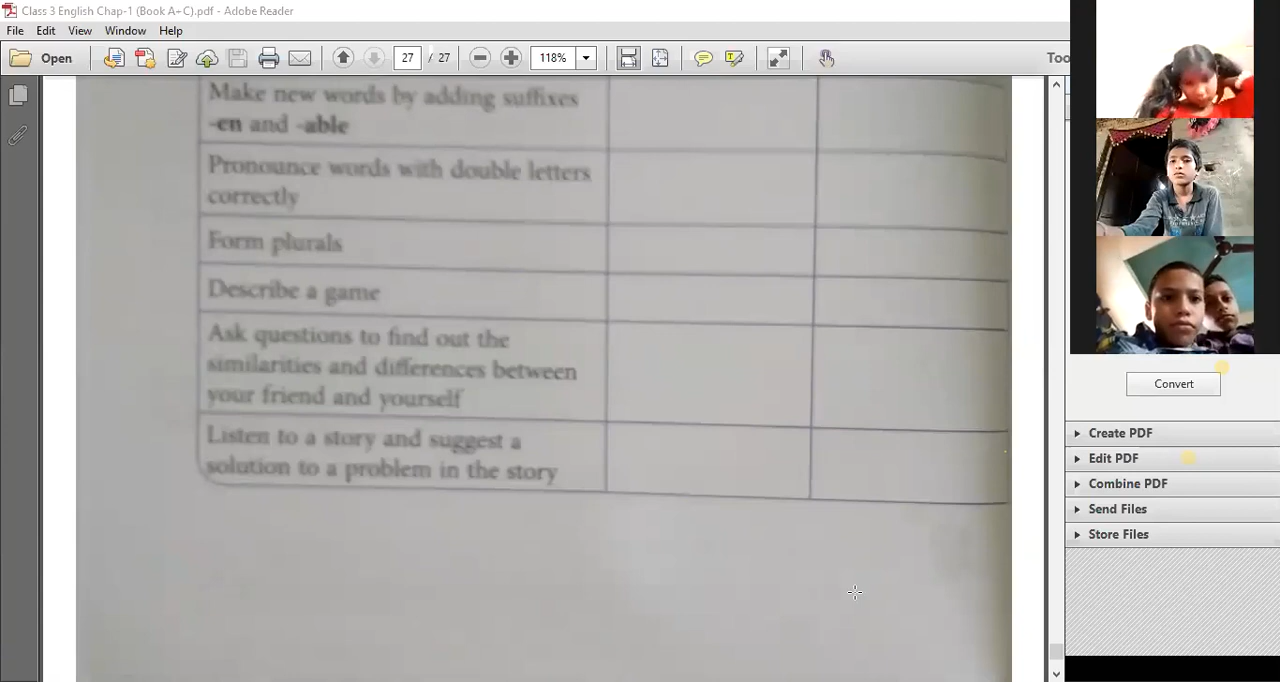 Class 3 English Chap-1 (Book A+C).pdf - Adobe Reader
File Edit View Window Help
Open 27 / 27 118% Too
Make new words by adding suffixes
-en and -able
Pronounce words with double letters
correctly
Form plurals
Describe a game
Ask questions to find out the
similarities and differences between
your friend and yourself
Listen to a story and suggest a
solution to a problem in the story
Convert
Create PDF
Edit PDF
Combine PDF
Send Files
Store Files